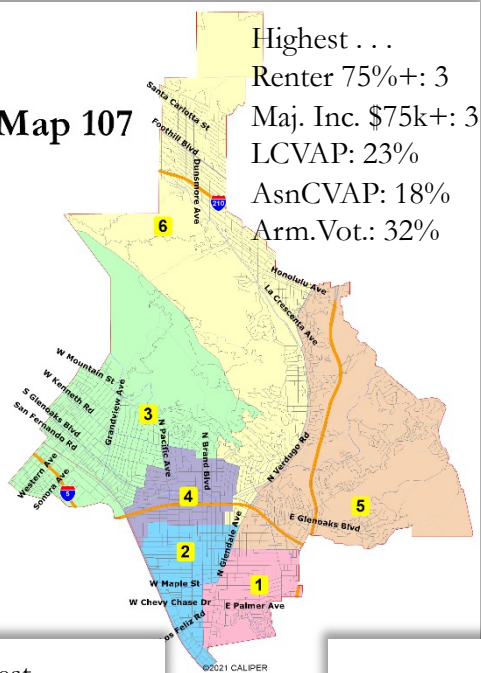 Map 107
Highest . . .
Renter 75%+: 3
Maj. Inc. $75k+: 3
LCVAP: 23%
AsnCVAP: 18%
Arm.Vot.: 32%
Santa Carlotta St
Foothill Blvd
Dunsmore Ave
210
6
Honolulu Ave
La Crescenta Ave
W Mountain St
W Kenneth Rd
S Glenoaks Blvd
San Fernando Rd
Grandview Ave
3
N Pacific Ave
N Brand Blvd
N Verdugo Rd
Western Ave
Sonora Ave
5
4
5
E Glenoaks Blvd
2
N Glendale Ave
W Maple St
1
W Chevy Chase Dr
E Palmer Ave
os Feliz Rd
©2021 CALIPER